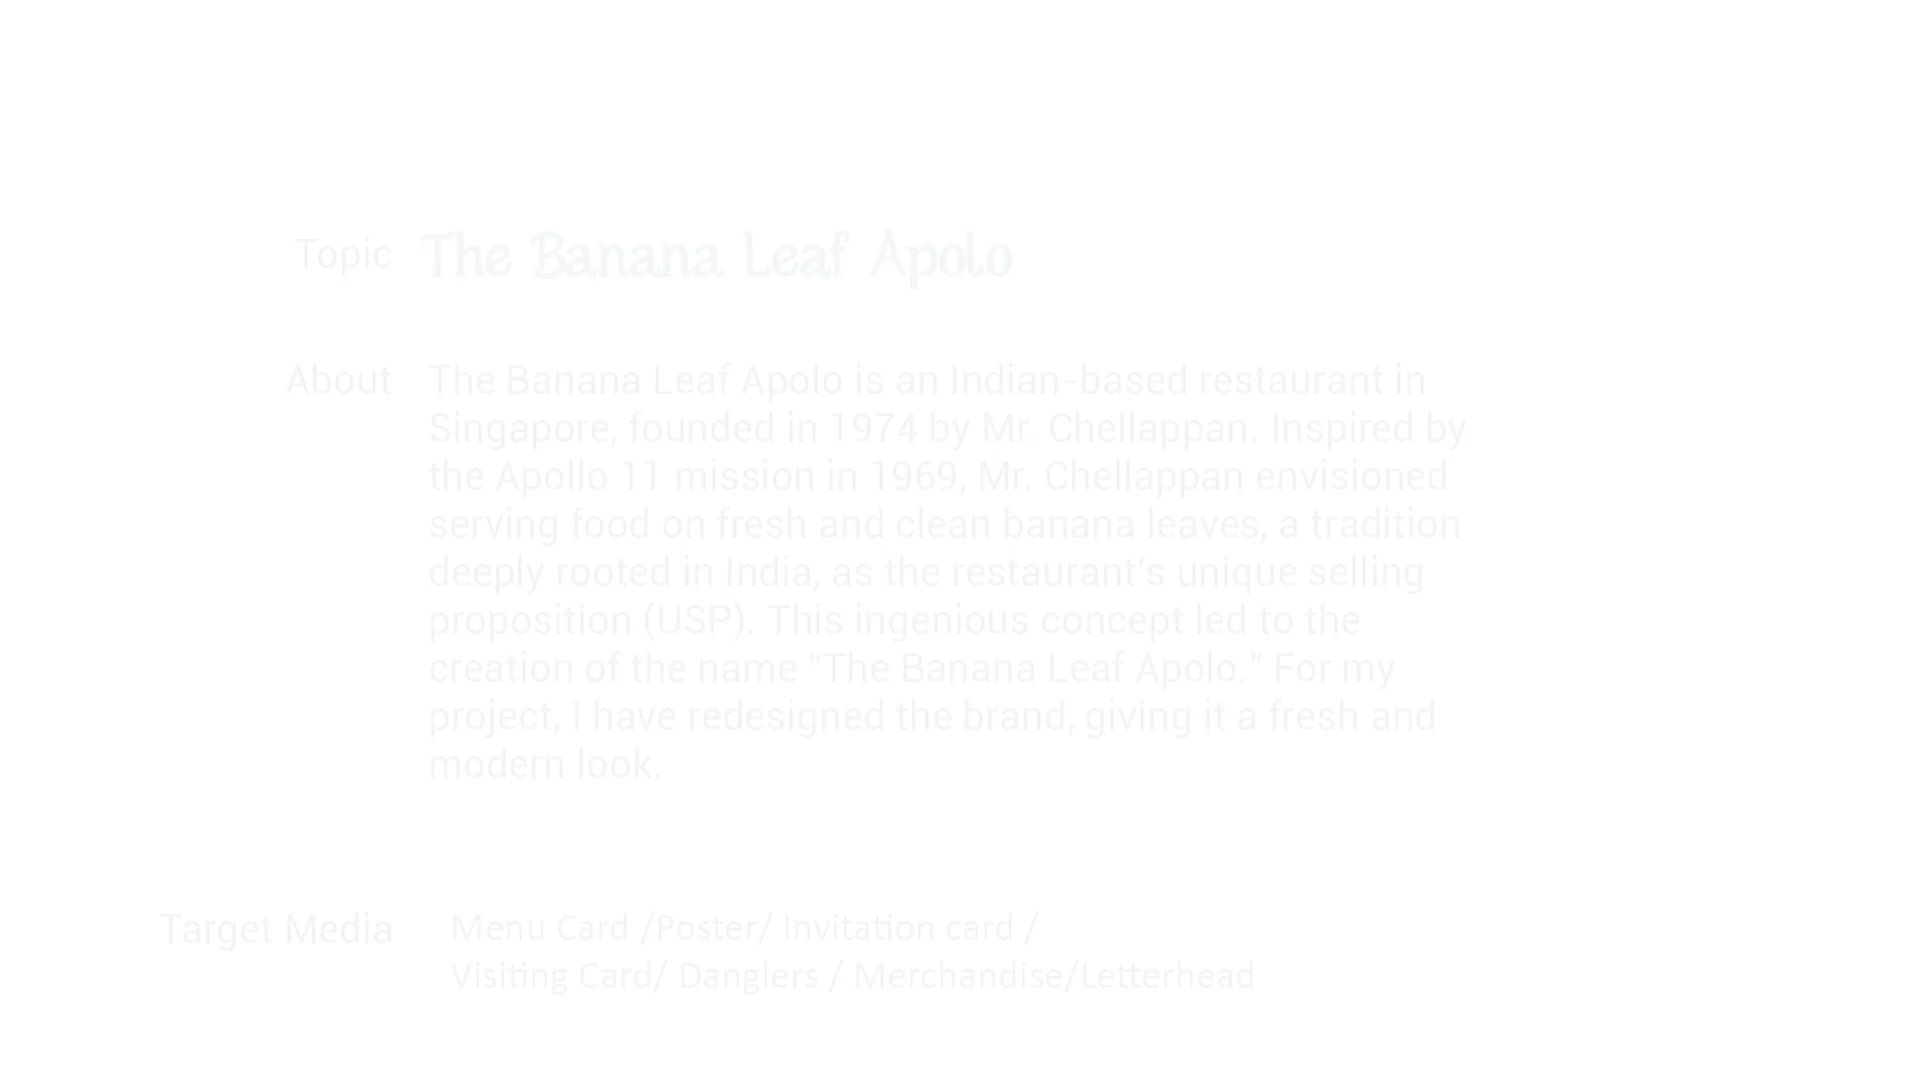 Topic The Banana Leaf Apolo
About The Banana Leaf Apolo is an Indian-based restaurant in
Singapore, founded in 1974 by Mr. Chellappan. Inspired by
the Apollo 11 mission in 1969, Mr. Chellappan envisioned
serving food on fresh and clean banana leaves, a tradition
deeply rooted in India, as the restaurant's unique selling
proposition (USP). This ingenious concept led to the
creation of the name "The Banana Leaf Apolo." For my
project, I have redesigned the brand, giving it a fresh and
modern look.
Target Media Menu Card /Poster/ Invitation card /
Visiting Card/ Danglers / Merchandise/Letterhead